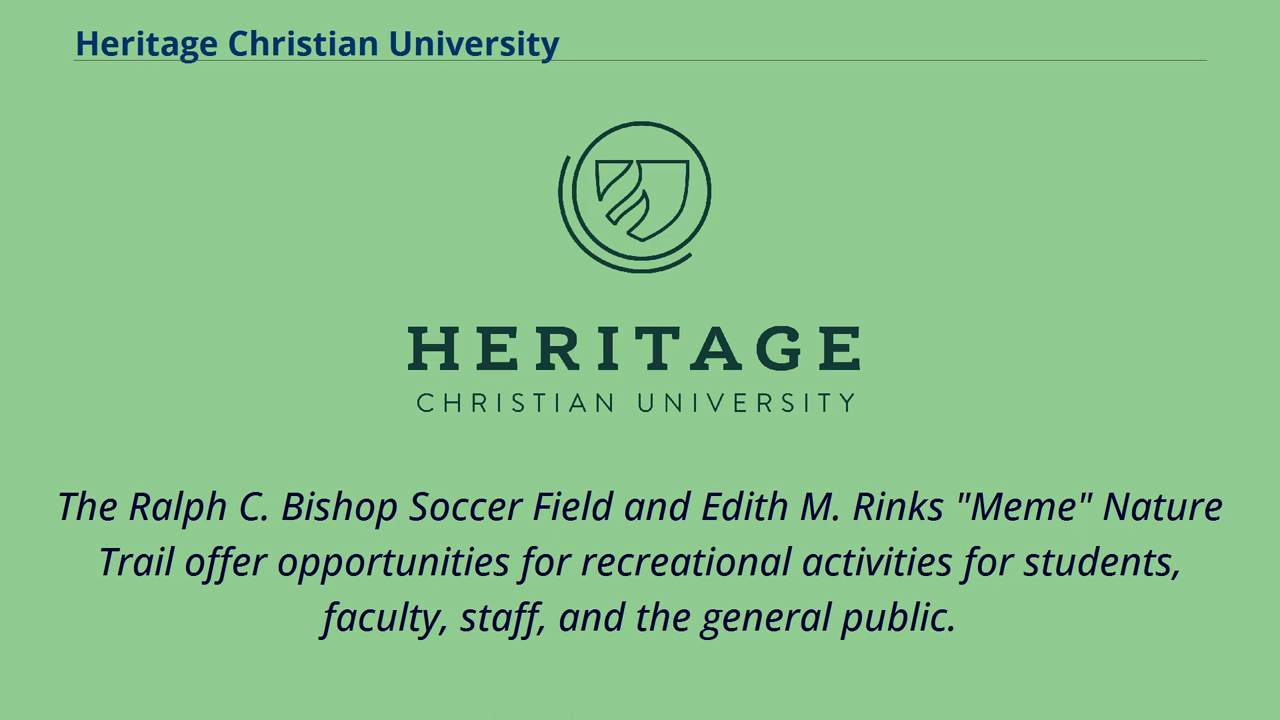 Heritage Christian University
HERITAGE
CHRISTIAN UNIVERSITY
The Ralph C. Bishop Soccer Field and Edith M. Rinks "Meme" Nature
Trail offer opportunities for recreational activities for students,
faculty, staff, and the general public.